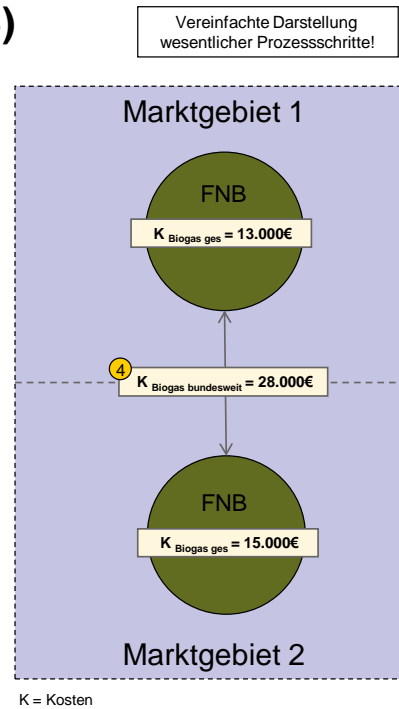 )
Vereinfachte Darstellung
wesentlicher Prozessschritte!
Marktgebiet 1
FNB
K Biogas ges = 13.000€
4
K Biogas bundesweit = 28.000€
FNB
K Biogas ges = 15.000€
Marktgebiet 2
K = Kosten